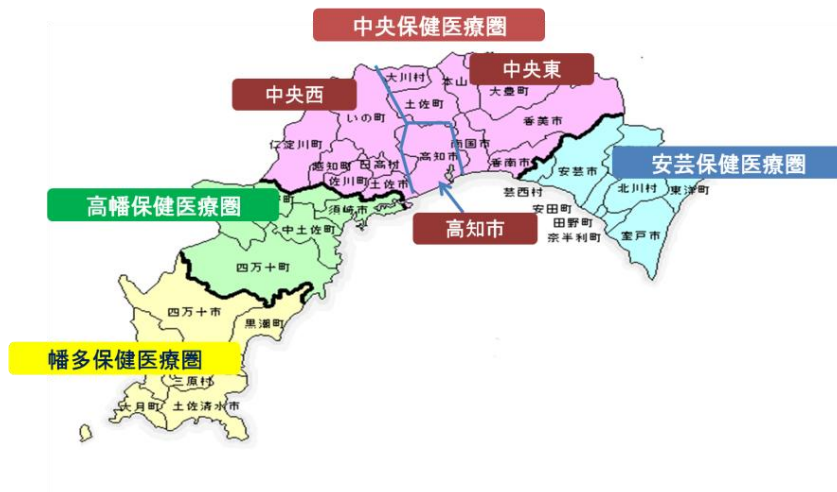 中央保健医療圏
中央東
中央西
大川村
本山
大豊町
土佐町
いの町
香美市
仁淀川町
高知市
南国市
越知町
日高村
香南市
佐川町
土佐市
安芸市
安芸保健医療圏
北川村
東洋町
芸西村
安田町
田野町
奈半利町
室戸市
高知市
高幡保健医療圏
町
須崎市
中土佐町
四万十町
四万十市
黒潮町
幡多保健医療圏
三原村
大月町
土佐清水市